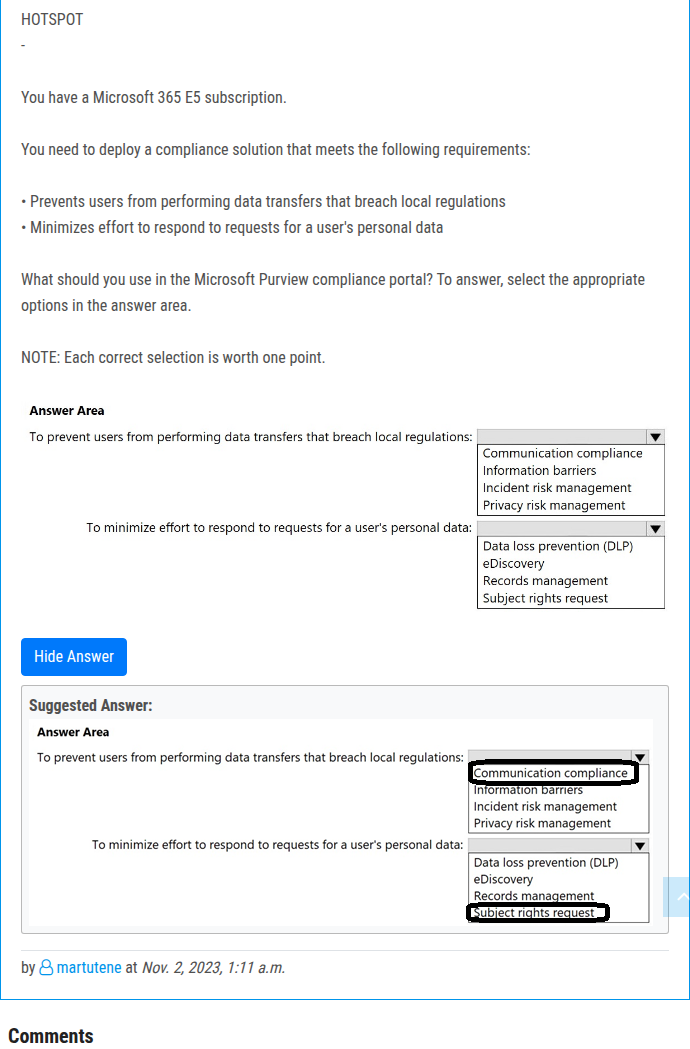 HOTSPOT
-
You have a Microsoft 365 E5 subscription.
You need to deploy a compliance solution that meets the following requirements:
• Prevents users from performing data transfers that breach local regulations
• Minimizes effort to respond to requests for a user's personal data
What should you use in the Microsoft Purview compliance portal? To answer, select the appropriate
options in the answer area.
NOTE: Each correct selection is worth one point.
Answer Area
To prevent users from performing data transfers that breach local regulations:
Communication compliance
Information barriers
Incident risk management
Privacy risk management
To minimize effort to respond to requests for a user's personal data:
Data loss prevention (DLP)
eDiscovery
Records management
Subject rights request
Hide Answer
Suggested Answer:
Answer Area
To prevent users from performing data transfers that breach local regulations:
Communication compliance
Information barriers
Incident risk management
Privacy risk management
To minimize effort to respond to requests for a user's personal data:
Data loss prevention (DLP)
eDiscovery
Records management
Subject rights request
by martutene at Nov. 2, 2023, 1:11 a.m.
Comments